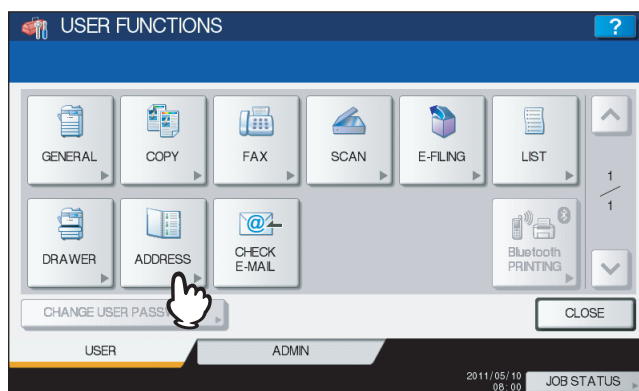 USER FUNCTIONS
?
GENERAL
COPY
FAX
SCAN
E-FILING
LIST
1
1
DRAWER
ADDRESS
@
CHECK
E-MAIL
Bluetooth
PRINTING
CHANGE USER PASS
CLOSE
USER
ADMIN
2011/05/10
08:00
JOB STATUS